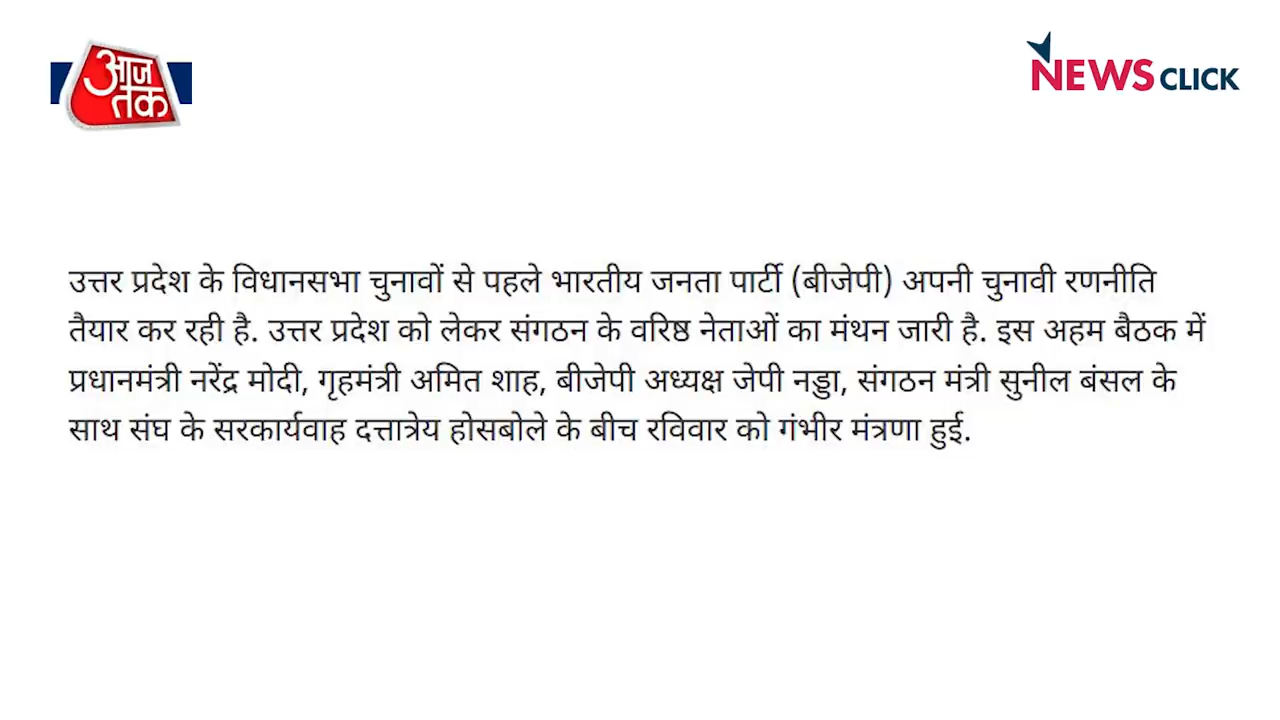 आज
तक
NEWS CLICK
उत्तर प्रदेश के विधानसभा चुनावों से पहले भारतीय जनता पार्टी (बीजेपी) अपनी चुनावी रणनीति
तैयार कर रही है. उत्तर प्रदेश को लेकर संगठन के वरिष्ठ नेताओं का मंथन जारी है. इस अहम बैठक में
प्रधानमंत्री नरेंद्र मोदी, गृहमंत्री अमित शाह, बीजेपी अध्यक्ष जेपी नड्डा, संगठन मंत्री सुनील बंसल के
साथ संघ के सरकार्यवाह दत्तात्रेय होसबोले के बीच रविवार को गंभीर मंत्रणा हुई.